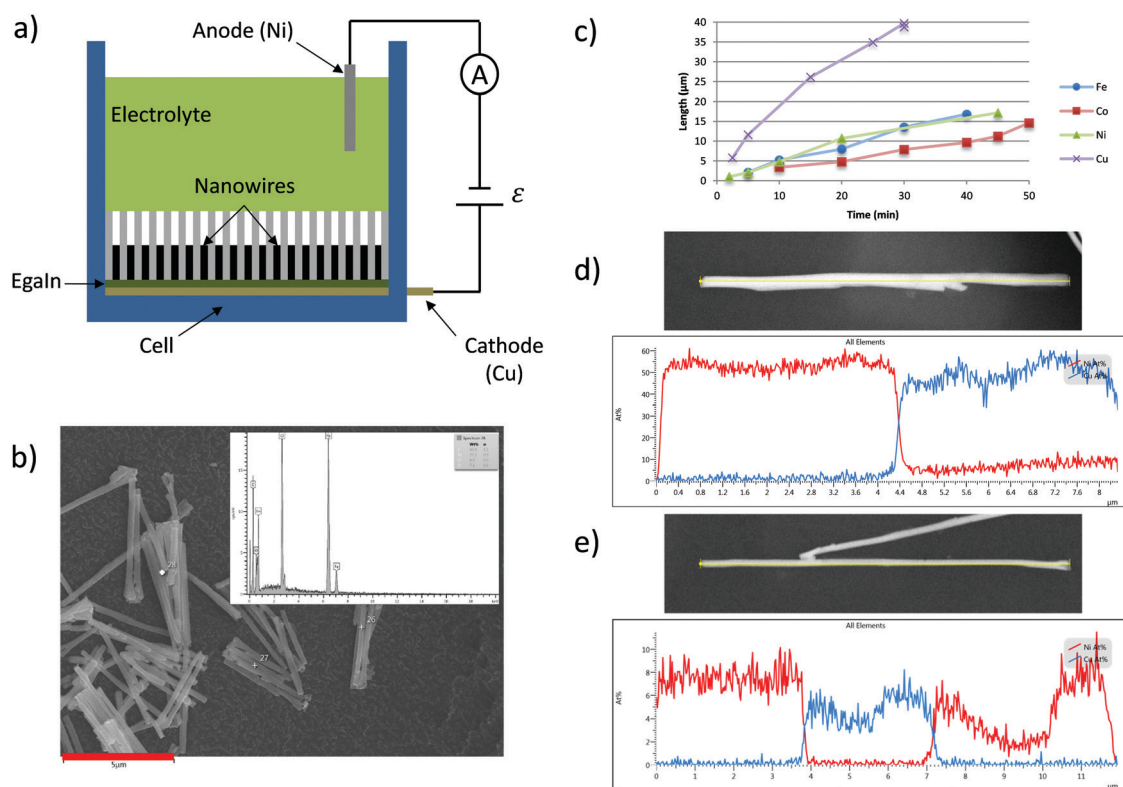 a)
Anode (Ni)
A
Electrolyte
Nanowires
ε
EgaIn
Cell
Cathode
(Cu)
b)
28
27
26
5μm
c)
Length (μm)
40
35
30
25
20
15
10
5
0
0 10 20 30 40 50
Time (min)
Fe
Co
Ni
Cu
d)
All Elements
Ni At%
Cu At%
At%
60
50
40
30
20
10
0
0 0.4 0.8 1.2 1.6 2 2.4 2.8 3.2 3.6 4 4.4 4.8 5.2 5.6 6 6.4 6.8 7.2 7.6 8
μm
e)
All Elements
Ni At%
Cu At%
At%
10
8
6
4
2
0
0 1 2 3 4 5 6 7 8 9 10 11
μm